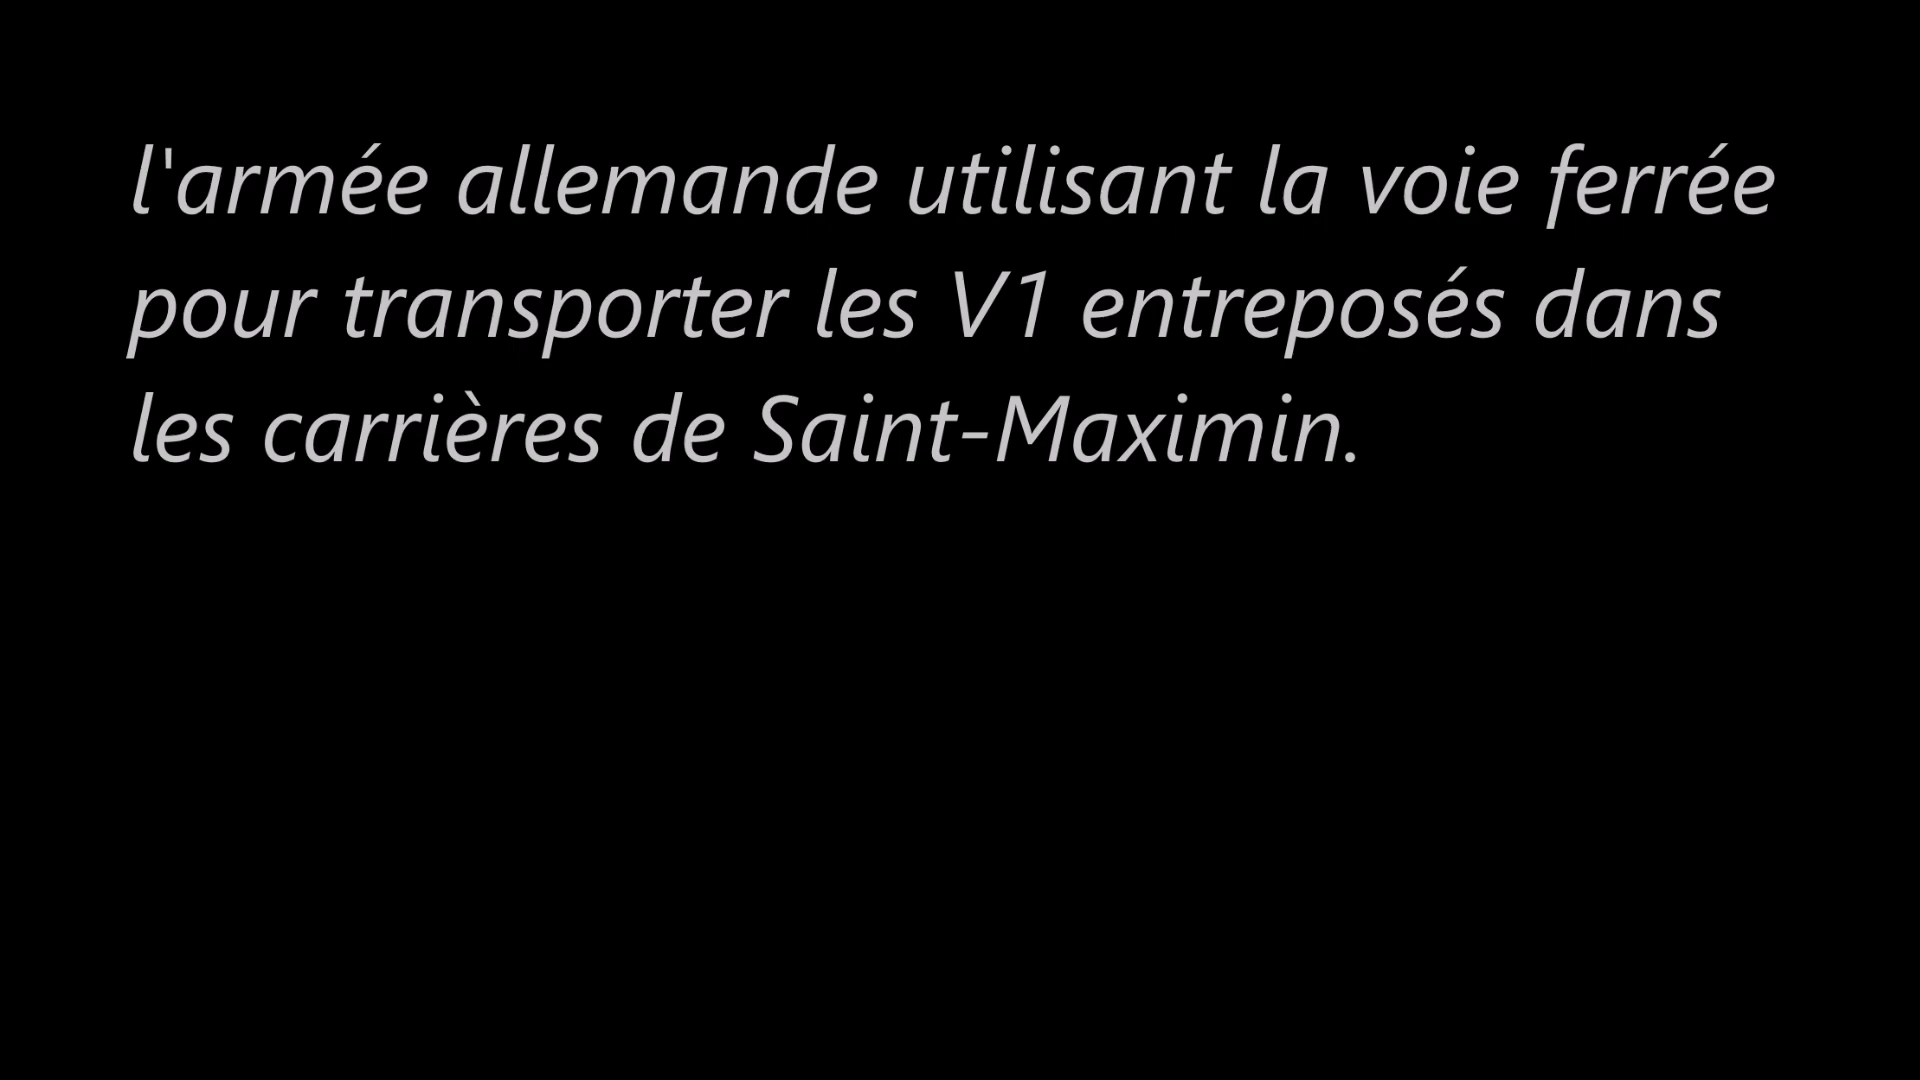 l'armée allemande utilisant la voie ferrée
pour transporter les V1 entreposés dans
les carrières de Saint-Maximin.